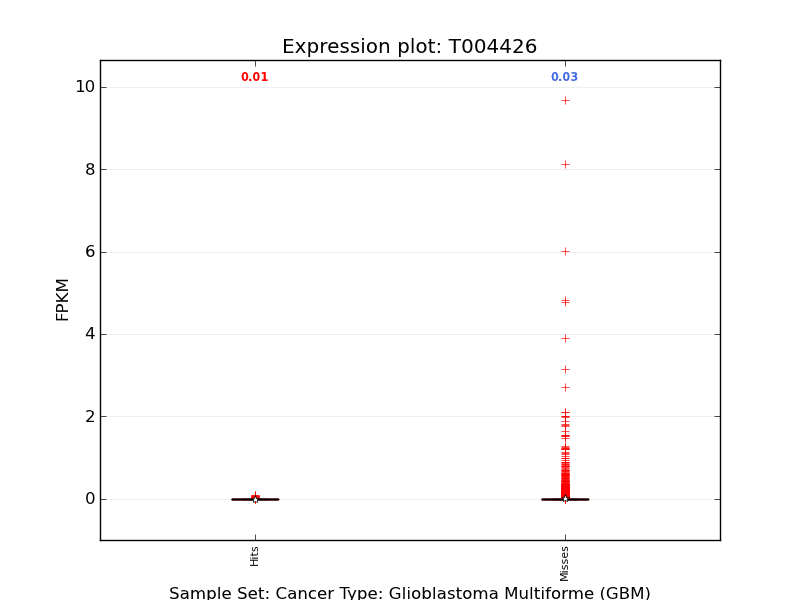 Expression plot: T004426
0.01
0.03
10
8
6
4
2
0
FPKM
Hits
Misses
Sample Set: Cancer Type: Glioblastoma Multiforme (GBM)